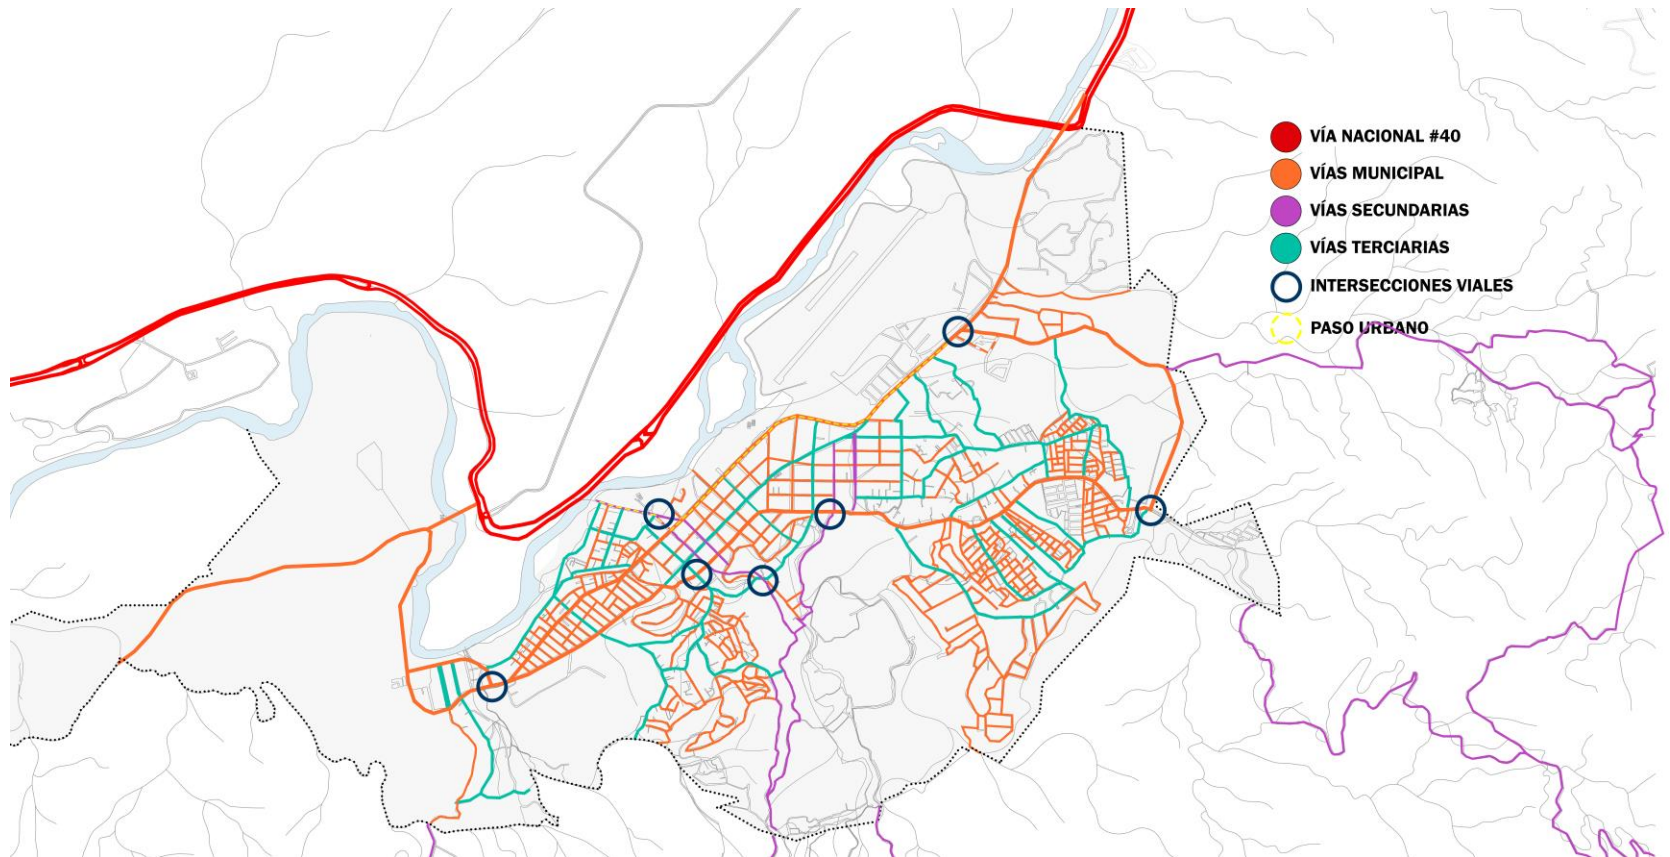 VÍA NACIONAL #40
VÍAS MUNICIPAL
VÍAS SECUNDARIAS
VÍAS TERCIARIAS
INTERSECCIONES VIALES
PASO URBANO